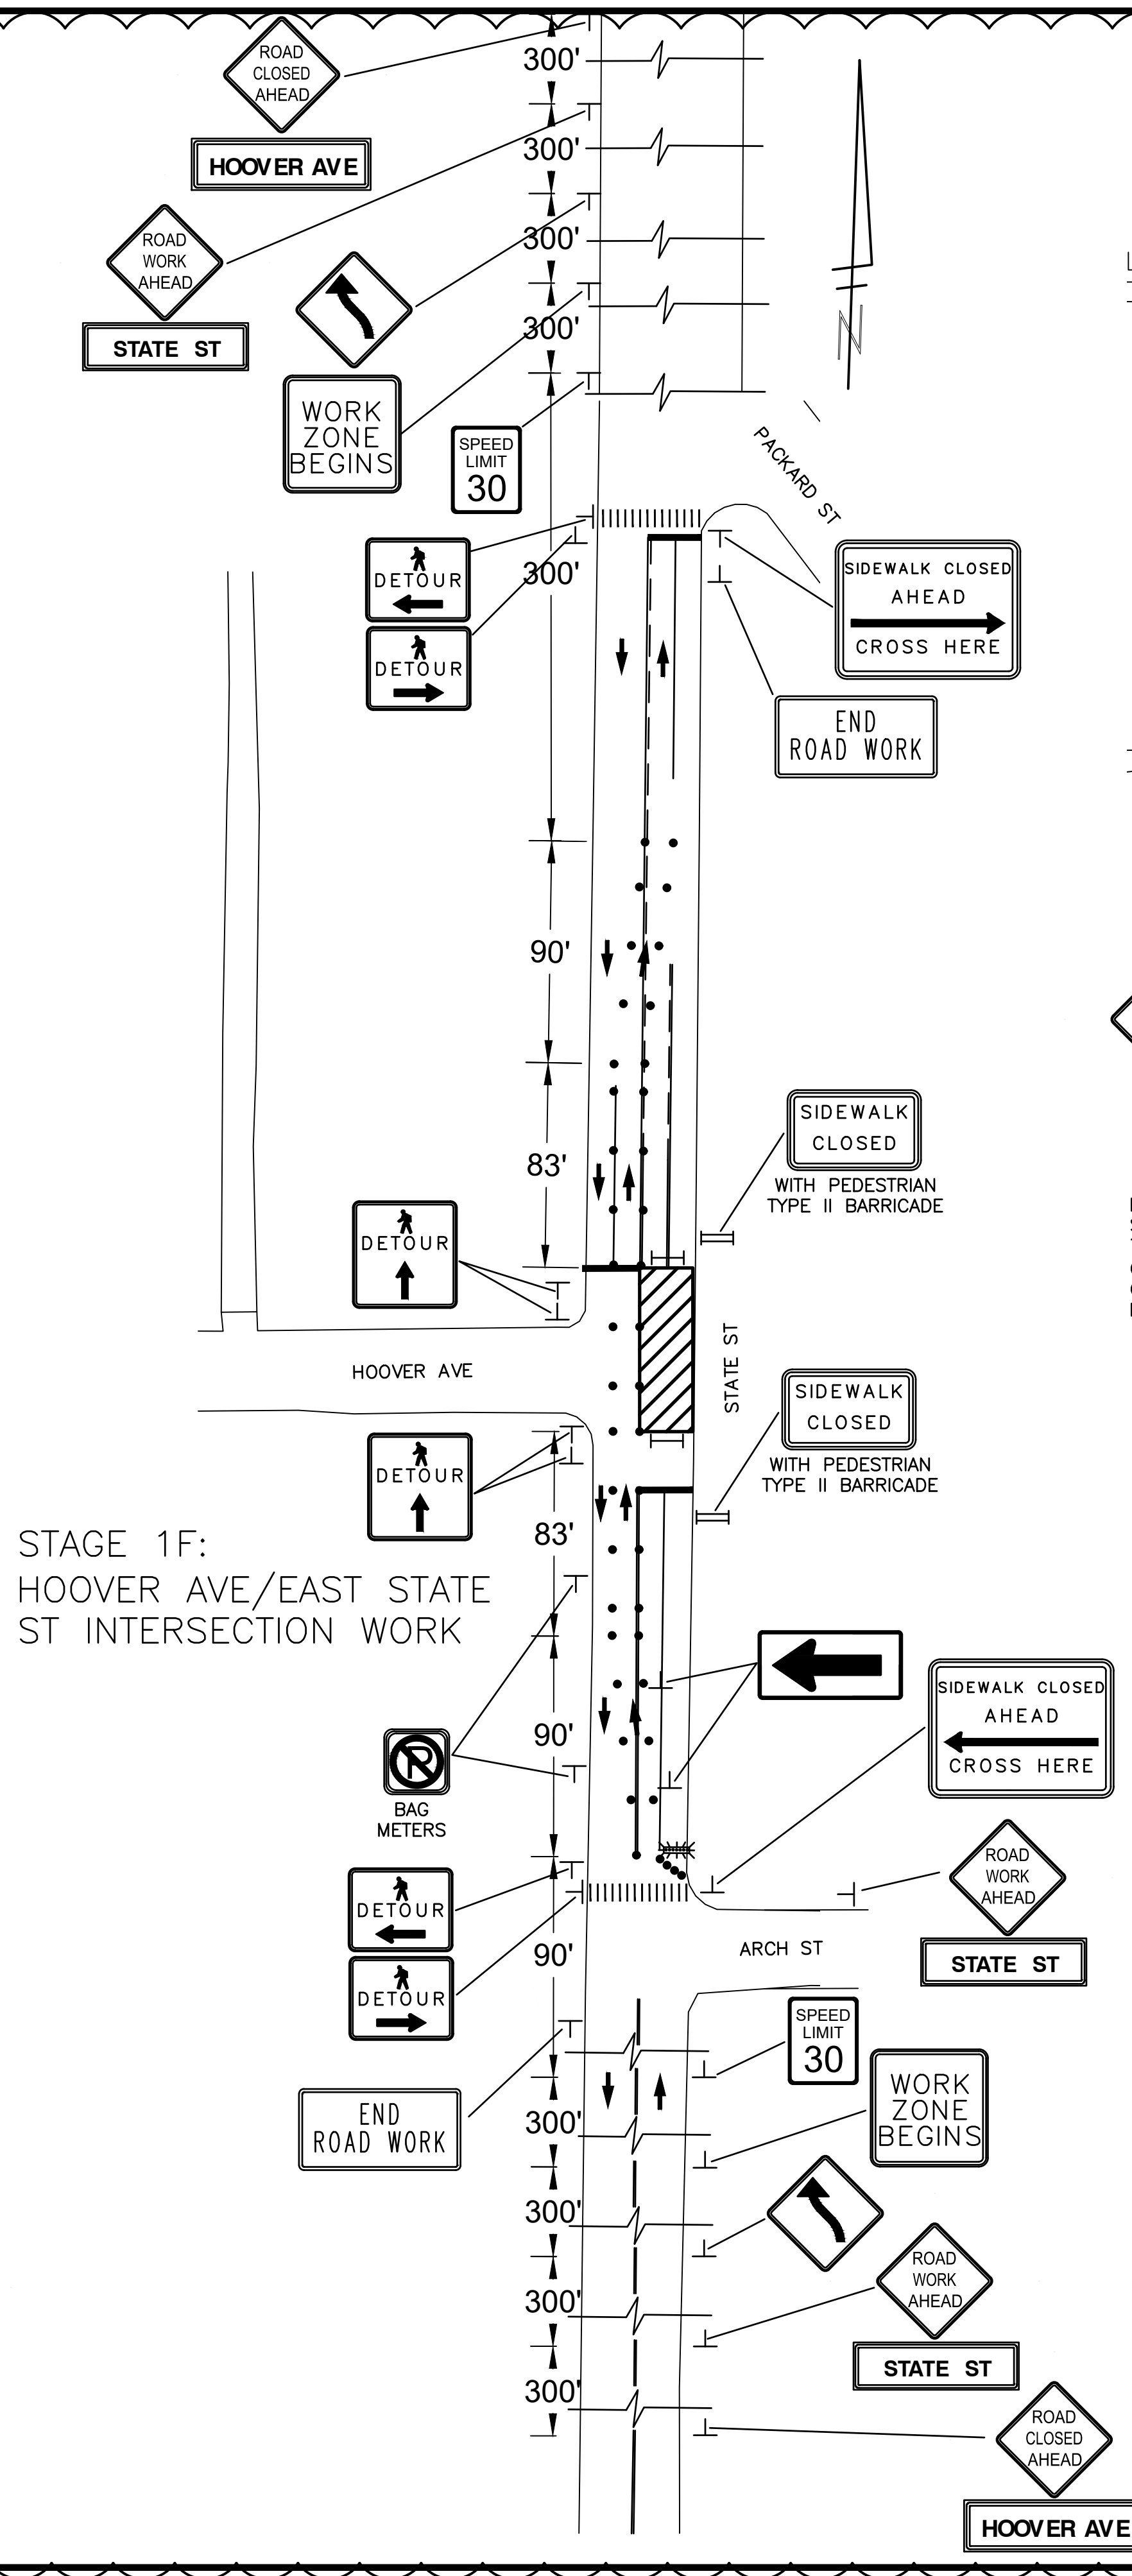 300'
ROAD
CLOSED
AHEAD
HOOVER AVE
300'
ROAD
WORK
AHEAD
STATE ST
300'
300'
WORK
ZONE
BEGINS
SPEED
LIMIT
30
N
PACKARD ST
DETOUR
DETOUR
300'
SIDEWALK CLOSED
AHEAD
CROSS HERE
END
ROAD WORK
90'
SIDEWALK
CLOSED
WITH PEDESTRIAN
TYPE II BARRICADE
83'
DETOUR
HOOVER AVE
STATE ST
SIDEWALK
CLOSED
WITH PEDESTRIAN
TYPE II BARRICADE
DETOUR
83'
STAGE 1F:
HOOVER AVE/EAST STATE
ST INTERSECTION WORK
SIDEWALK CLOSED
AHEAD
CROSS HERE
90'
P
BAG
METERS
ROAD
WORK
AHEAD
STATE ST
DETOUR
DETOUR
90'
ARCH ST
SPEED
LIMIT
30
WORK
ZONE
BEGINS
END
ROAD WORK
300'
300'
ROAD
WORK
AHEAD
STATE ST
300'
300'
ROAD
CLOSED
AHEAD
HOOVER AVE